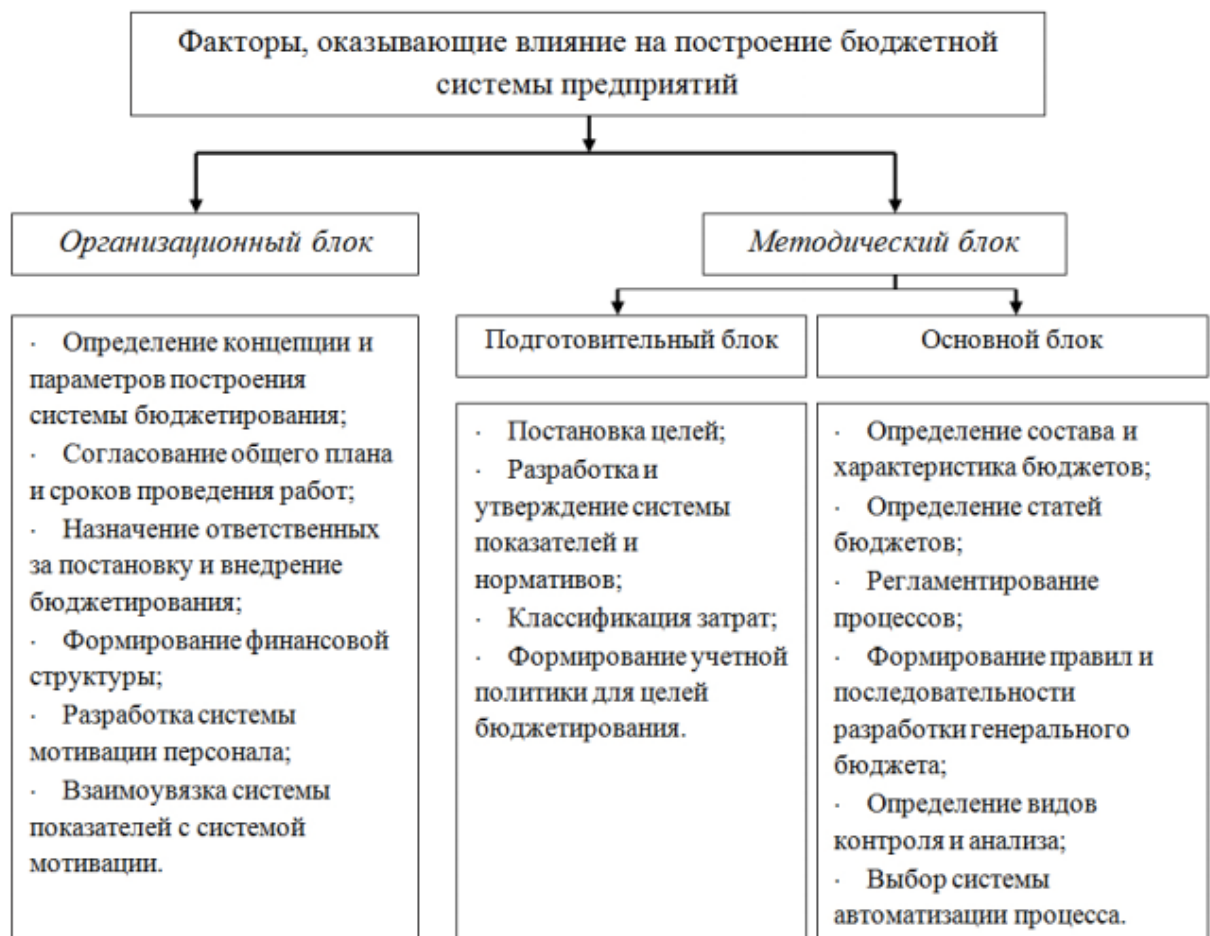 Факторы, оказывающие влияние на построение бюджетной
системы предприятий
Организационный блок
· Определение концепции и
параметров построения
системы бюджетирования;
· Согласование общего плана
и сроков проведения работ;
· Назначение ответственных
за постановку и внедрение
бюджетирования;
· Формирование финансовой
структуры;
· Разработка системы
мотивации персонала;
· Взаимоувязка системы
показателей с системой
мотивации.
Методический блок
Подготовительный блок
· Постановка целей;
· Разработка и
утверждение системы
показателей и
нормативов;
· Классификация затрат;
· Формирование учетной
политики для целей
бюджетирования.
Основной блок
· Определение состава и
характеристика бюджетов;
· Определение статей
бюджетов;
· Регламентирование
процессов;
· Формирование правил и
последовательности
разработки генерального
бюджета;
· Определение видов
контроля и анализа;
· Выбор системы
автоматизации процесса.